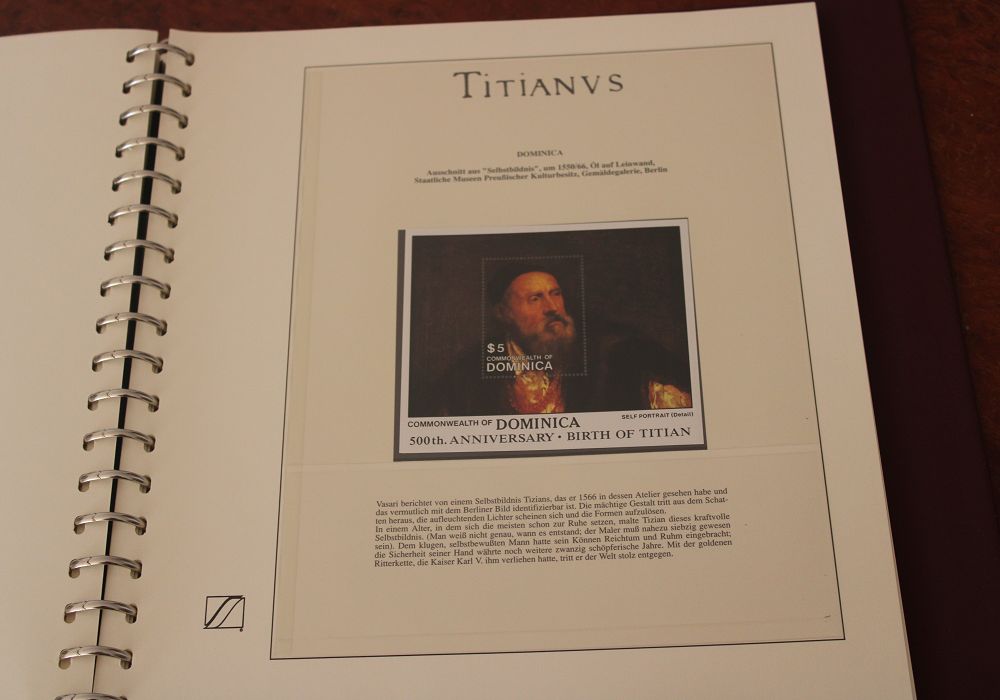 TITIANVS
DOMINICA
Ausschnitt aus "Selbstbildnis", um 1550/66, Öl auf Leinwand,
Staatliche Museen Preußischer Kulturbesitz, Gemäldegalerie, Berlin
$5
COMMONWEALTH OF
DOMINICA
SELF PORTRAIT (Detail)
COMMONWEALTH OF DOMINICA
500th. ANNIVERSARY · BIRTH OF TITIAN
Vasari berichtet von einem Selbstbildnis Tizians, das er 1566 in dessen Atelier gesehen habe und
das vermutlich mit dem Berliner Bild identifizierbar ist. Die mächtige Gestalt tritt aus dem Schat-
ten heraus, die aufleuchtenden Lichter scheinen sich und die Formen aufzulösen.
In einem Alter, in dem sich die meisten schon zur Ruhe setzen, malte Tizian dieses kraftvolle
Selbstbildnis. (Man weiß nicht genau, wann es entstand; der Maler muß nahezu siebzig gewesen
sein). Dem klugen, selbstbewußten Mann hatte sein Können Reichtum und Ruhm eingebracht;
die Sicherheit seiner Hand währte noch weitere zwanzig schöpferische Jahre. Mit der goldenen
Ritterkette, die Kaiser Karl V. ihm verliehen hatte, tritt er der Welt stolz entgegen.